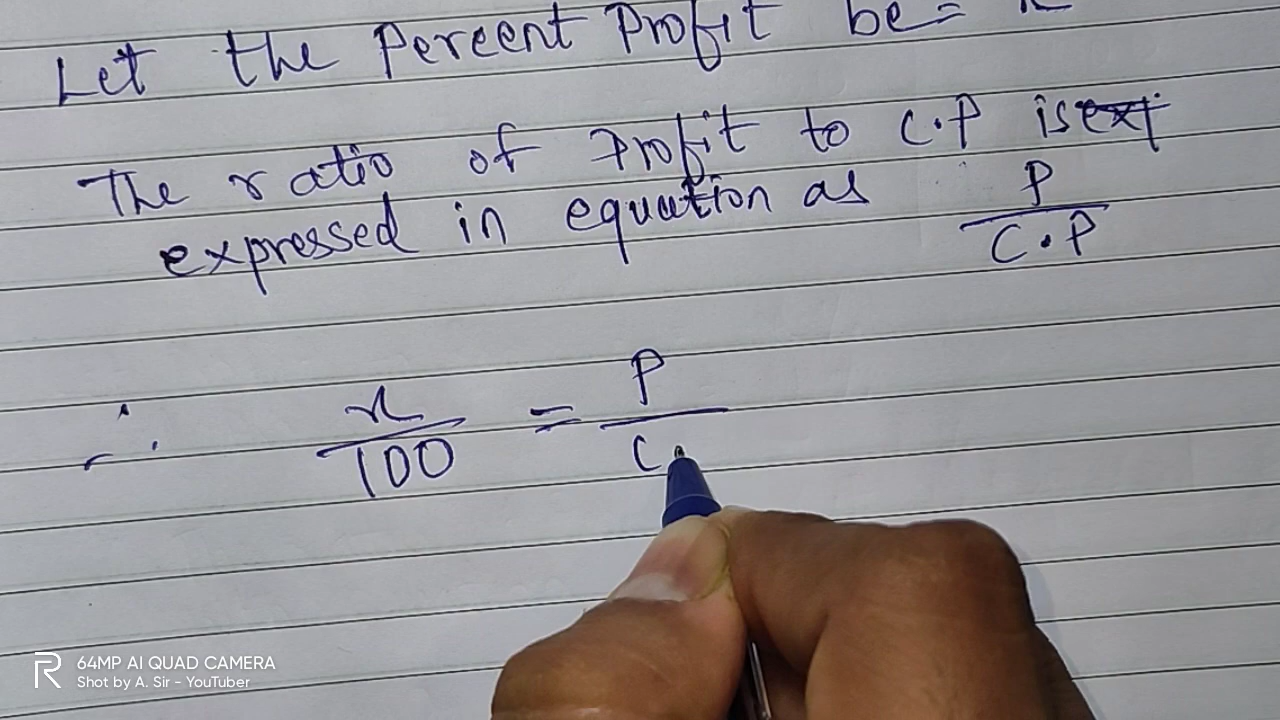 Let the Percent Profit be = x
The ratio of Profit to C.P is
expressed in equation as P
C.P
∴ x/100 = P/C.
64MP AI QUAD CAMERA
Shot by A. Sir - YouTuber